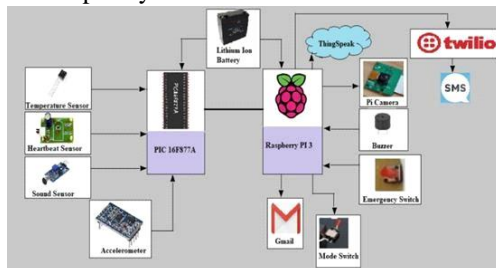 Lithium Ion
Battery
ThingSpeak
twilio
SMS
Temperature Sensor
PIC16F877A
Pi Camera
Heartbeat Sensor
PIC 16F877A
Raspberry PI 3
Buzzer
Sound Sensor
Emergency Switch
Accelerometer
Gmail
Mode Switch